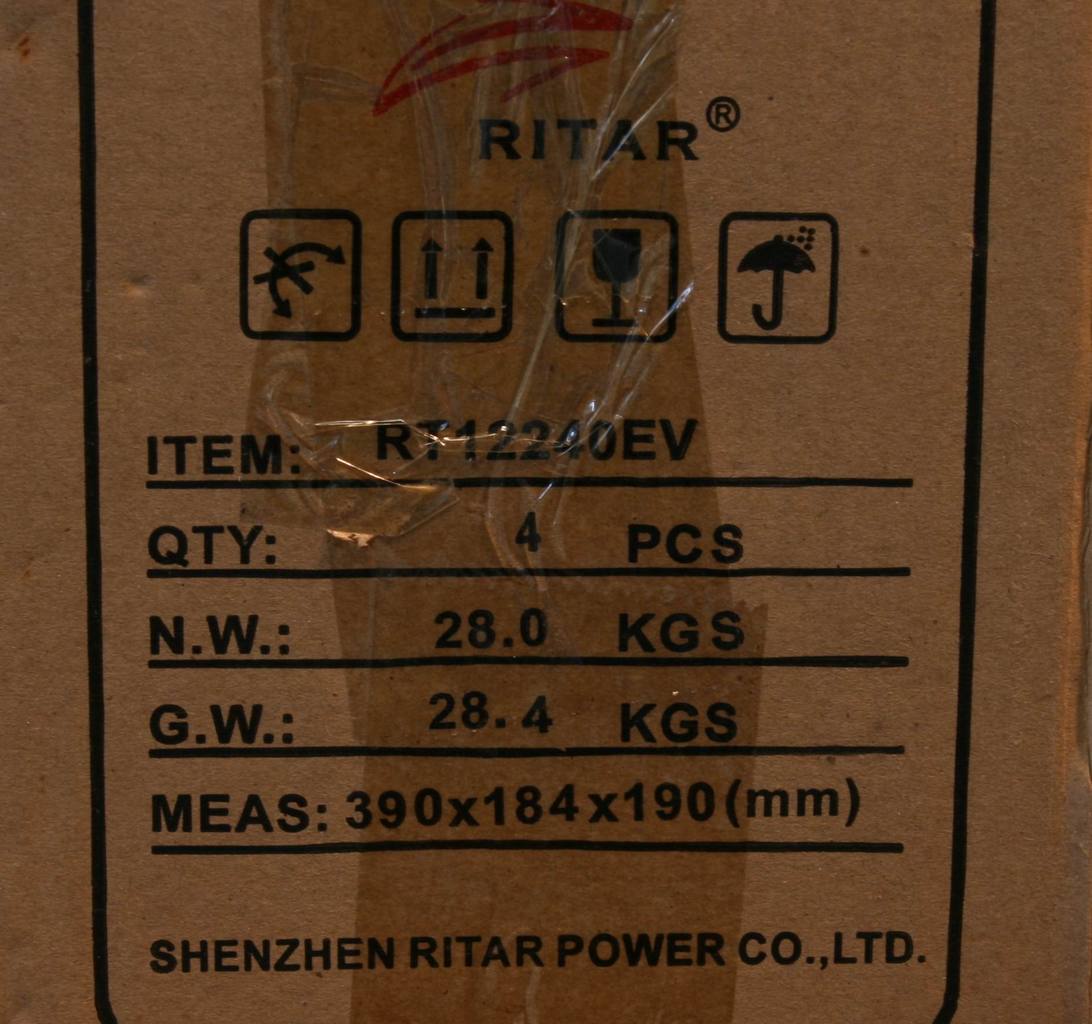 RITAR®
ITEM: RT12240EV
QTY: 4 PCS
N.W.: 28.0 KGS
G.W.: 28.4 KGS
MEAS: 390x184x190(mm)
SHENZHEN RITAR POWER CO.,LTD.